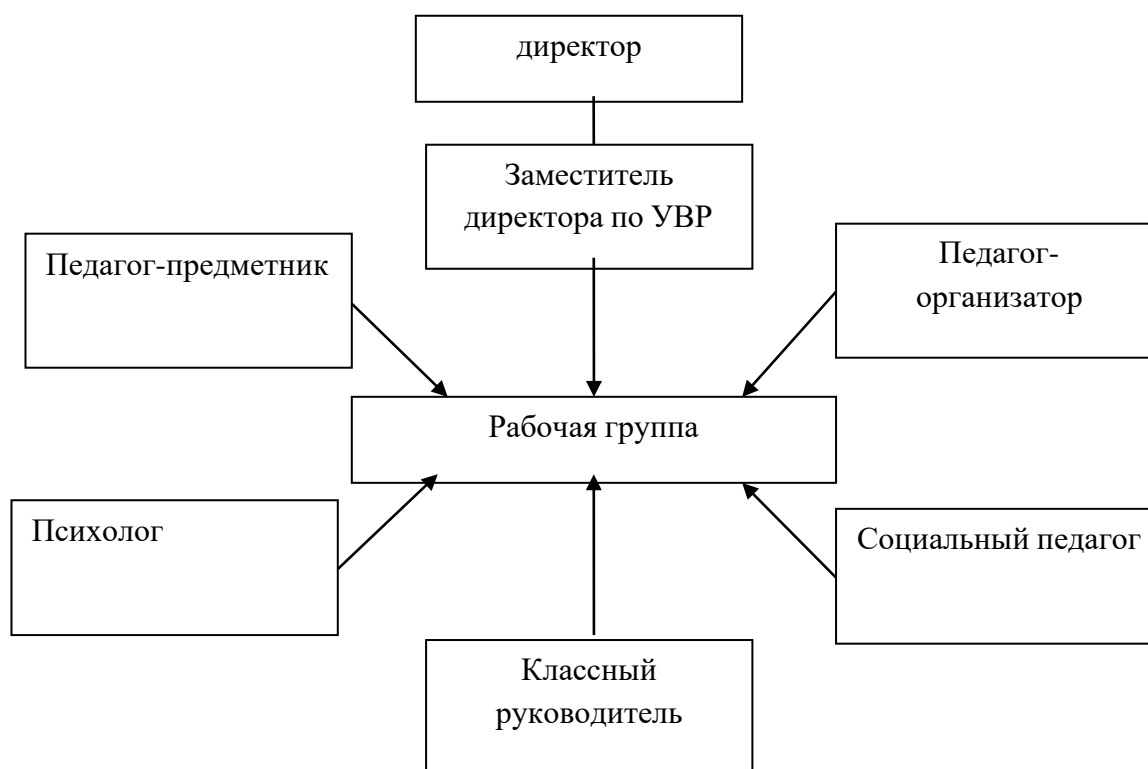 директор
Заместитель
директора по УВР
Педагог-предметник
Педагог-
организатор
Рабочая группа
Психолог
Социальный педагог
Классный
руководитель